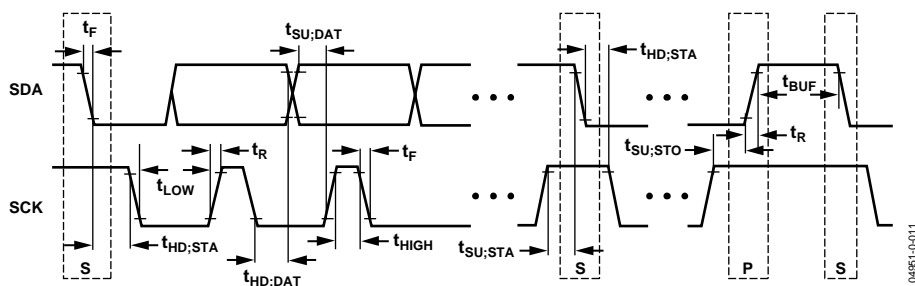 tF
tSU;DAT
tHD;STA
SDA
tBUF
tR
tSU;STO
tR
tF
tLOW
SCK
tHD;STA
tHD:DAT
tHIGH
tSU;STA
S
S
P
S
04951-0-011